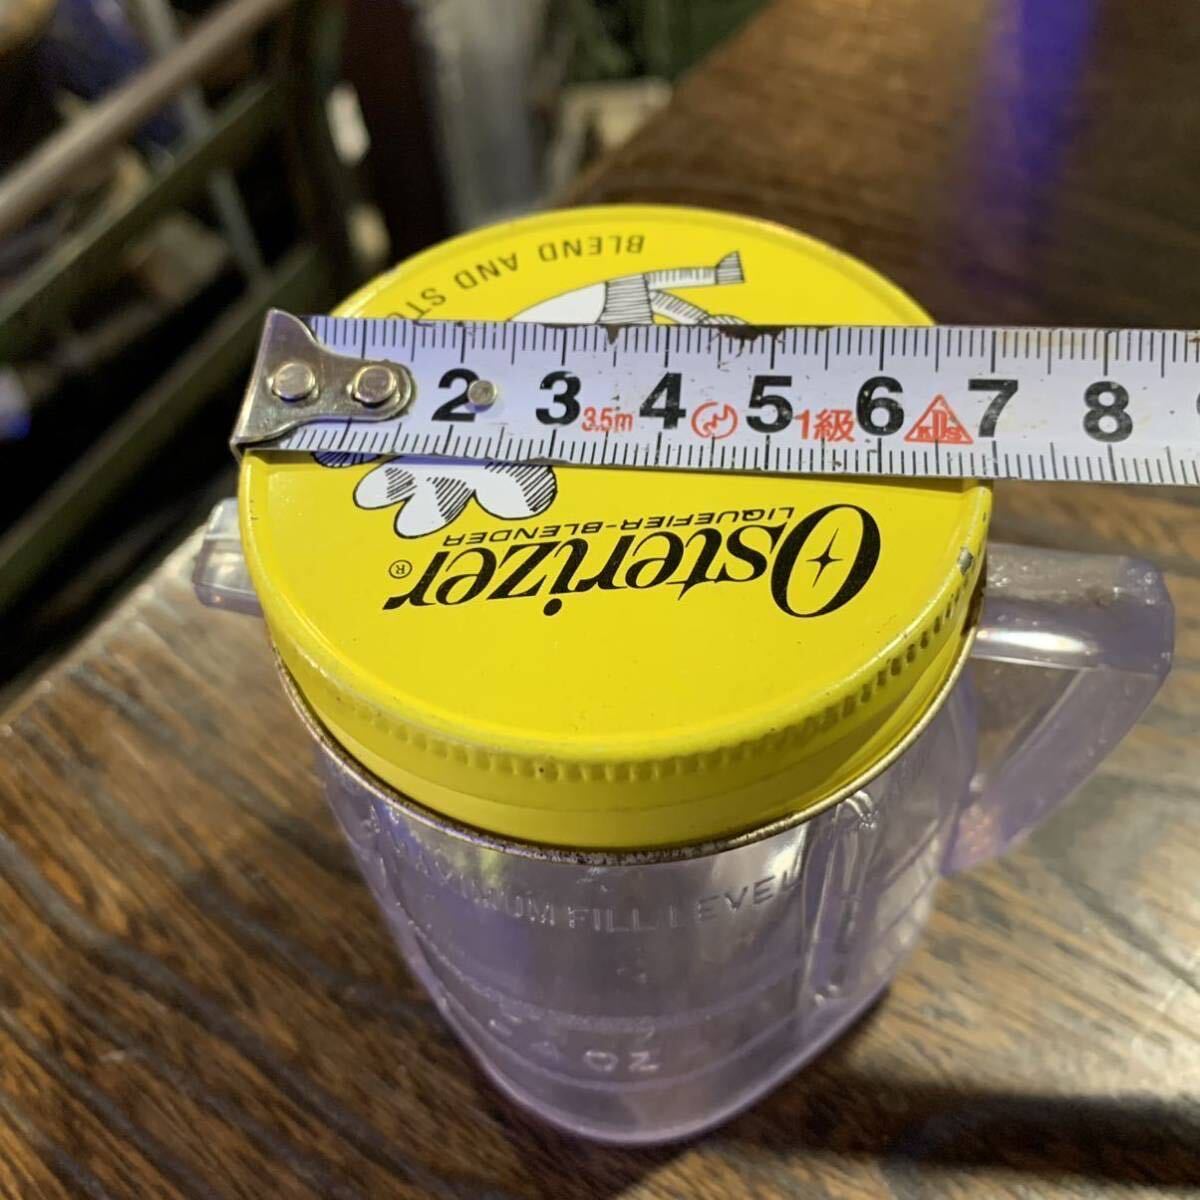 BLEND AND STO
2 3 3.5m 4 5 1級 6 7 8
Osterizer®
LIQUEFIER-BLENDER
MAXIMUM FILL LEVEL
OZ